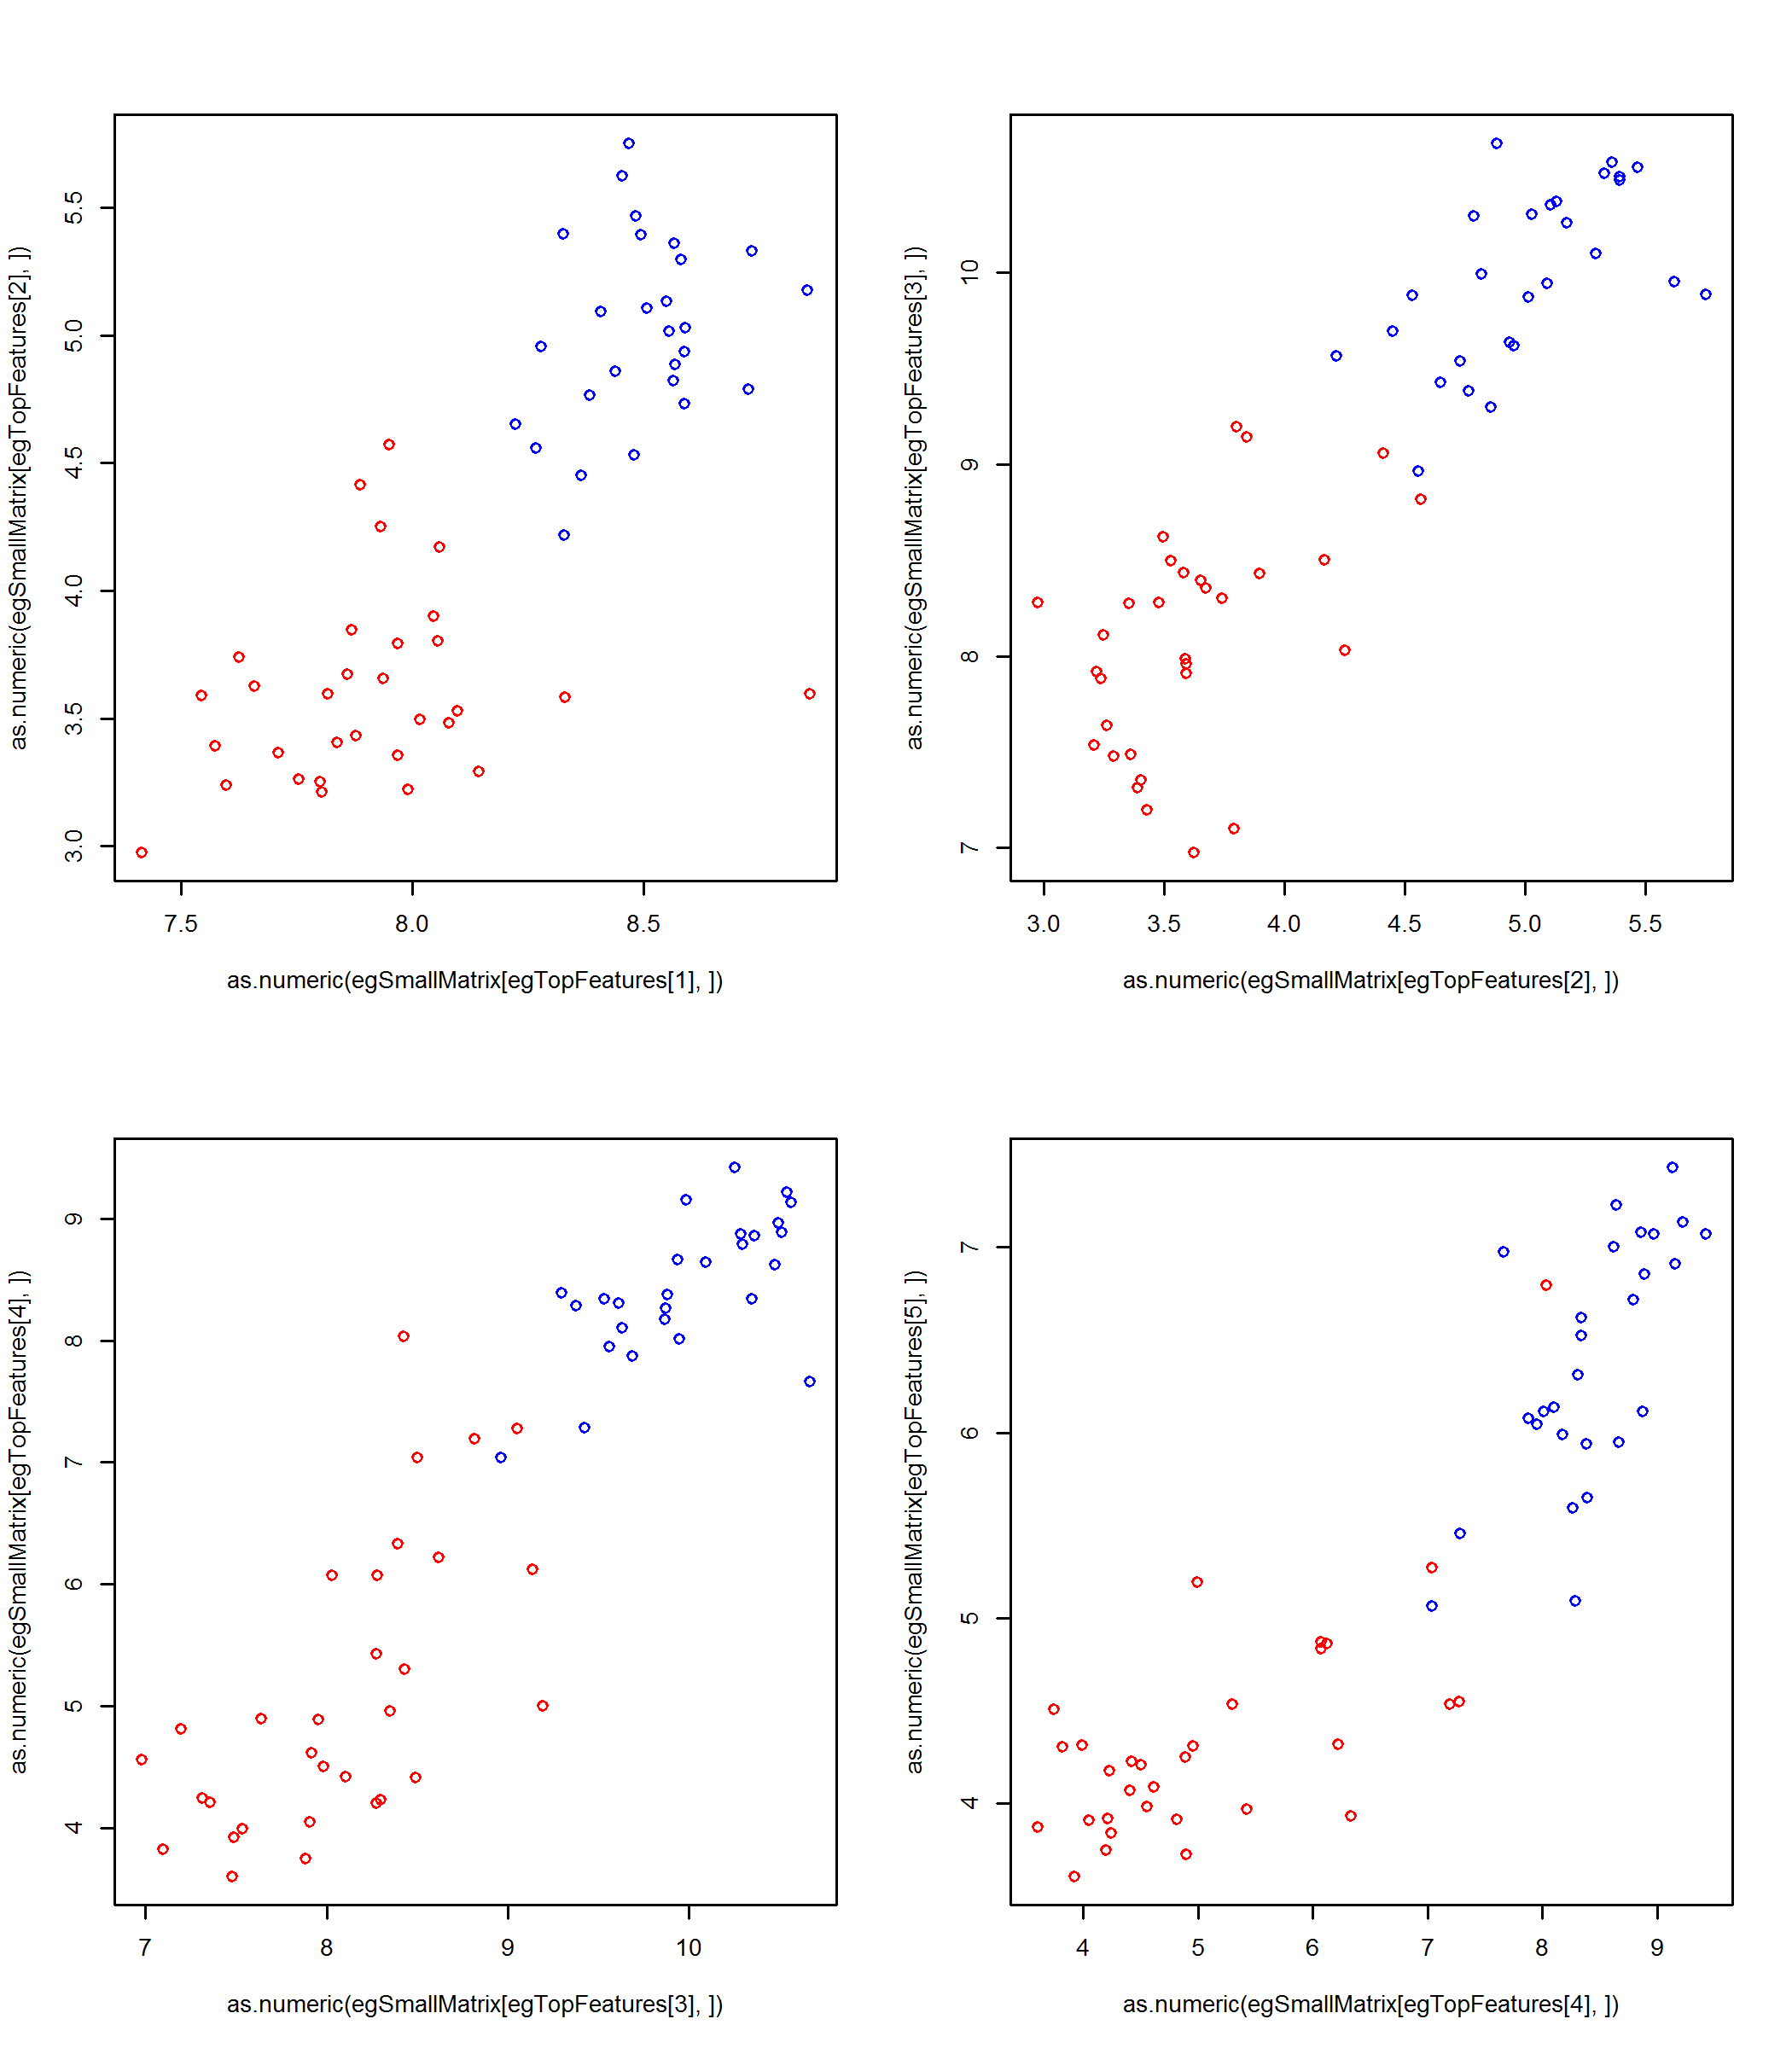 5.5
5.0
4.5
4.0
3.5
3.0
as.numeric(egSmallMatrix[egTopFeatures[2], ])
7.5 8.0 8.5
as.numeric(egSmallMatrix[egTopFeatures[1], ])
10
9
8
7
as.numeric(egSmallMatrix[egTopFeatures[3], ])
3.0 3.5 4.0 4.5 5.0 5.5
as.numeric(egSmallMatrix[egTopFeatures[2], ])
9
8
7
6
5
4
as.numeric(egSmallMatrix[egTopFeatures[4], ])
7 8 9 10
as.numeric(egSmallMatrix[egTopFeatures[3], ])
7
6
5
4
as.numeric(egSmallMatrix[egTopFeatures[5], ])
4 5 6 7 8 9
as.numeric(egSmallMatrix[egTopFeatures[4], ])